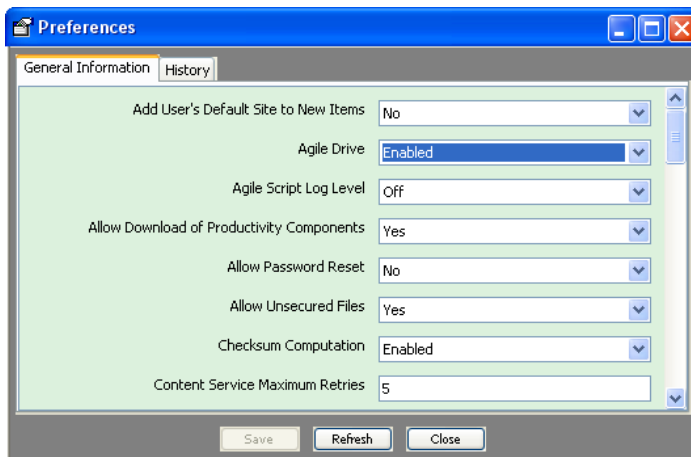 Preferences
General Information History
Add User's Default Site to New Items No
Agile Drive Enabled
Agile Script Log Level Off
Allow Download of Productivity Components Yes
Allow Password Reset No
Allow Unsecured Files Yes
Checksum Computation Enabled
Content Service Maximum Retries 5
Save Refresh Close